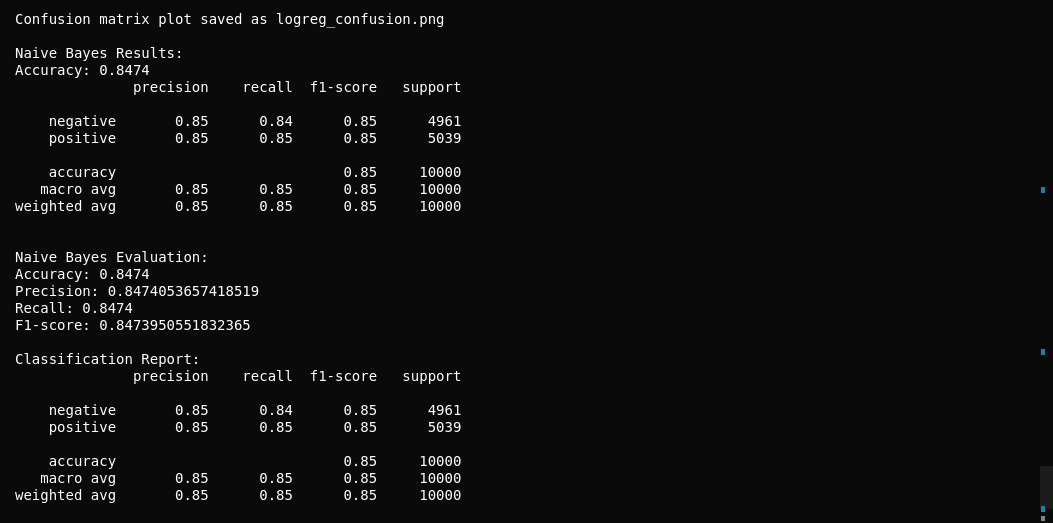 Confusion matrix plot saved as logreg_confusion.png
Naive Bayes Results:
Accuracy: 0.8474
precision recall f1-score support
negative 0.85 0.84 0.85 4961
positive 0.85 0.85 0.85 5039
accuracy 0.85 10000
macro avg 0.85 0.85 0.85 10000
weighted avg 0.85 0.85 0.85 10000
Naive Bayes Evaluation:
Accuracy: 0.8474
Precision: 0.8474053657418519
Recall: 0.8474
F1-score: 0.8473950551832365
Classification Report:
precision recall f1-score support
negative 0.85 0.84 0.85 4961
positive 0.85 0.85 0.85 5039
accuracy 0.85 10000
macro avg 0.85 0.85 0.85 10000
weighted avg 0.85 0.85 0.85 10000